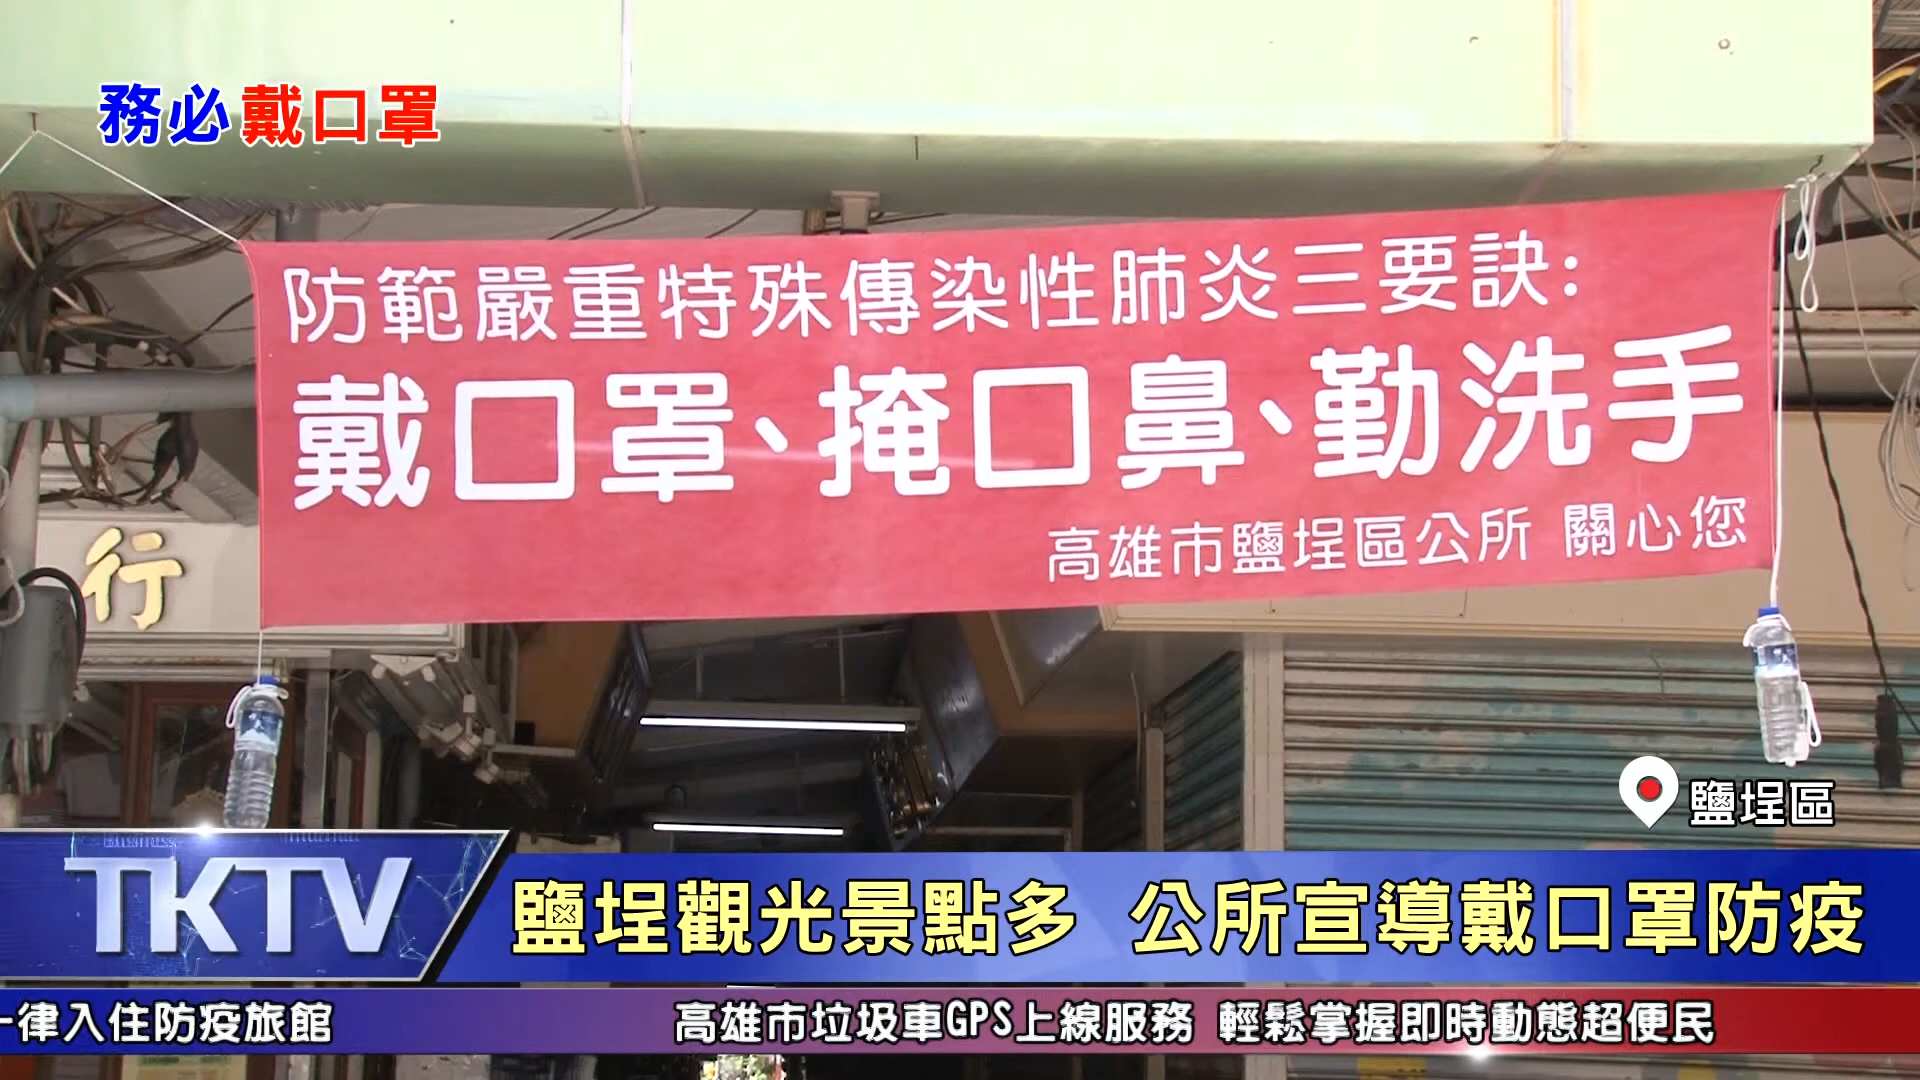 務必戴口罩
防範嚴重特殊傳染性肺炎三要訣:
戴口罩、掩口鼻、勤洗手
高雄市鹽埕區公所 關心您
行
鹽埕區
TKTV
鹽埕觀光景點多 公所宣導戴口罩防疫
律入住防疫旅館 高雄市垃圾車GPS上線服務 輕鬆掌握即時動態超便民